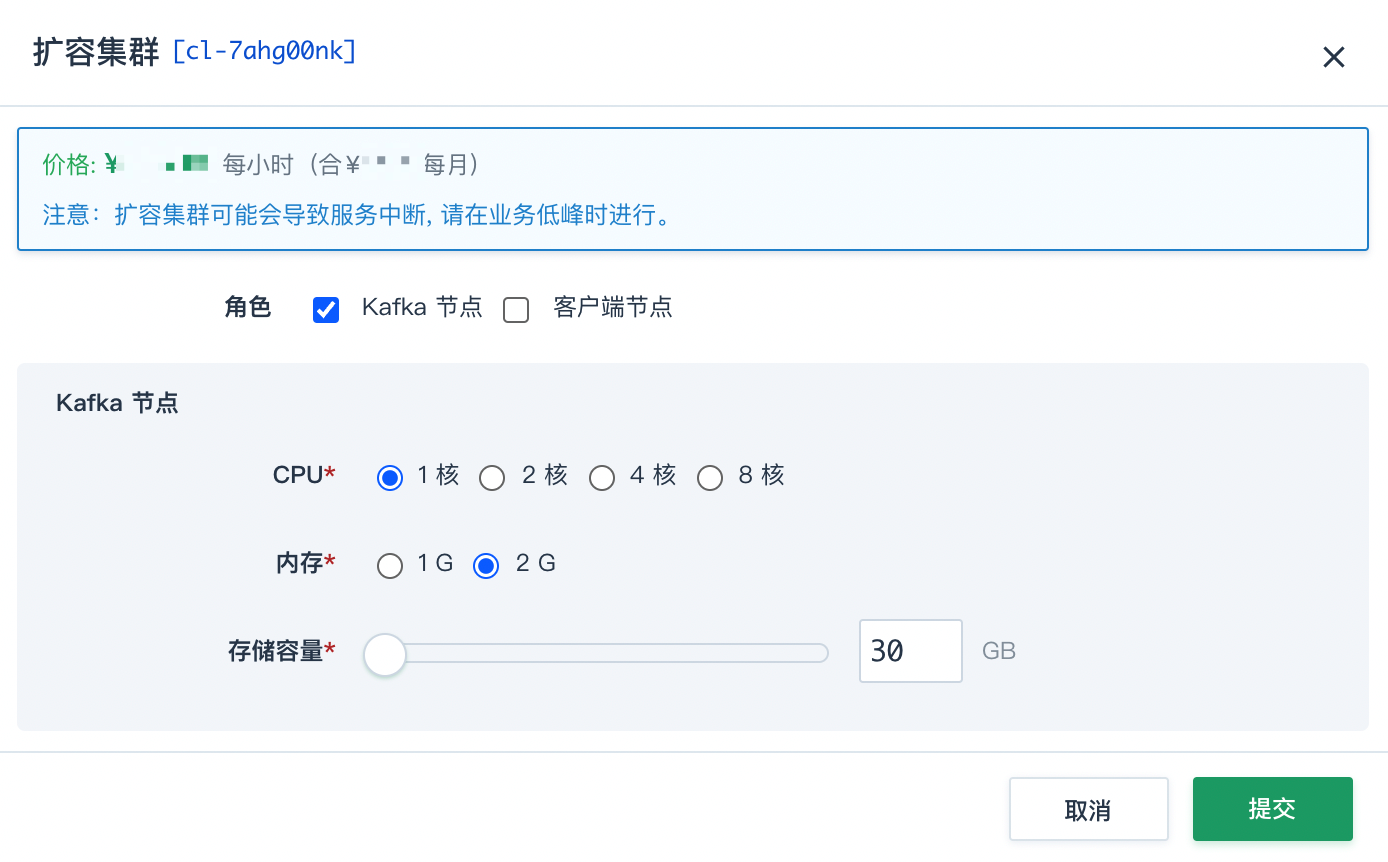 扩容集群 [cl-7ahg00nk]
价格: ¥ 每小时（合¥ 每月）
注意：扩容集群可能会导致服务中断, 请在业务低峰时进行。
角色 Kafka 节点 客户端节点
Kafka 节点
CPU* 1 核 2 核 4 核 8 核
内存* 1 G 2 G
存储容量* 30 GB
取消 提交